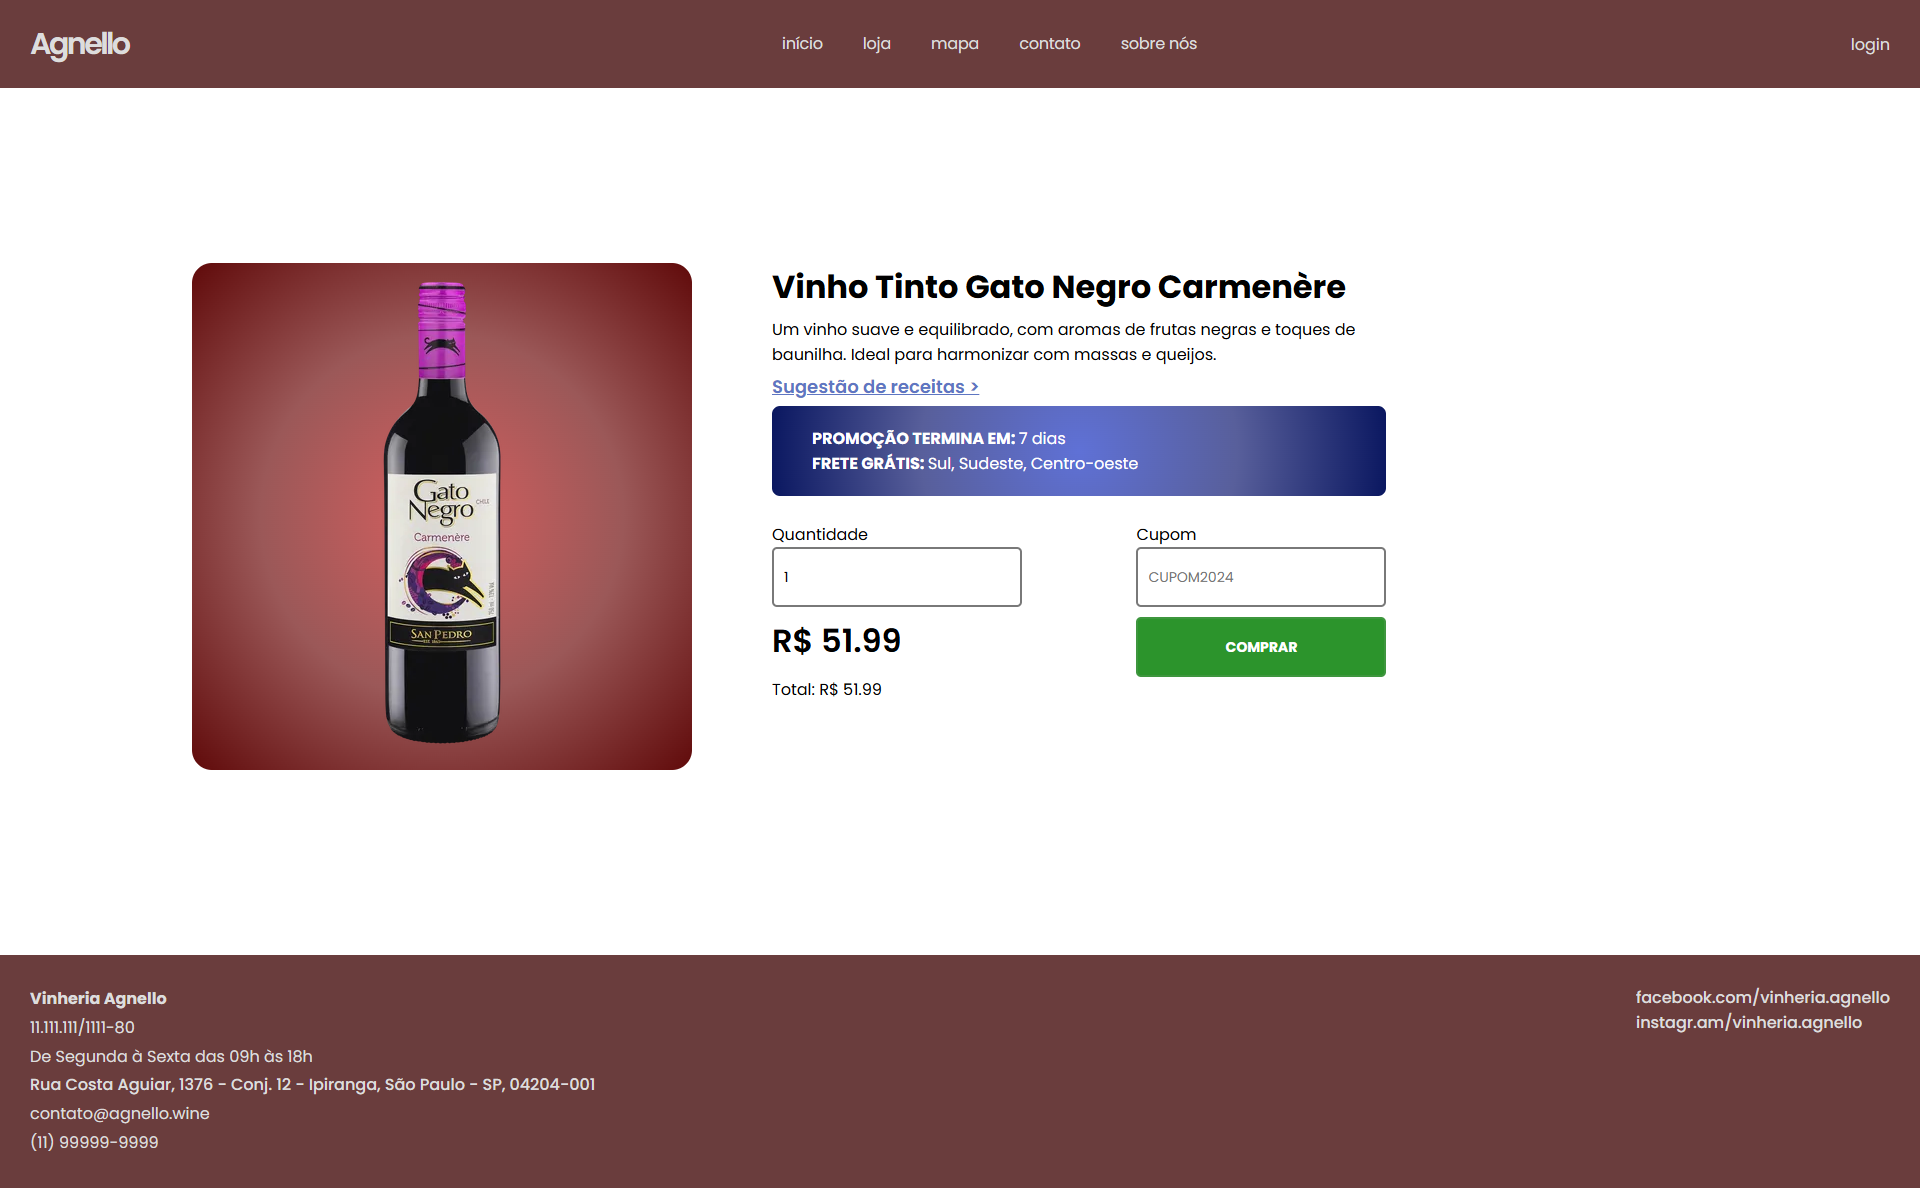 Agnello
início
loja
mapa
contato
sobre nós
login
Gato
Negro
CHILE
Carmenère
SAN PEDRO
Vinho Tinto Gato Negro Carmenère
Um vinho suave e equilibrado, com aromas de frutas negras e toques de
baunilha. Ideal para harmonizar com massas e queijos.
Sugestão de receitas >
PROMOÇÃO TERMINA EM: 7 dias
FRETE GRÁTIS: Sul, Sudeste, Centro-oeste
Quantidade
1
Cupom
CUPOM2024
R$ 51.99
COMPRAR
Total: R$ 51.99
Vinheria Agnello
11.111.111/1111-80
De Segunda à Sexta das 09h às 18h
Rua Costa Aguiar, 1376 - Conj. 12 - Ipiranga, São Paulo - SP, 04204-001
contato@agnello.wine
(11) 99999-9999
facebook.com/vinheria.agnello
instagr.am/vinheria.agnello